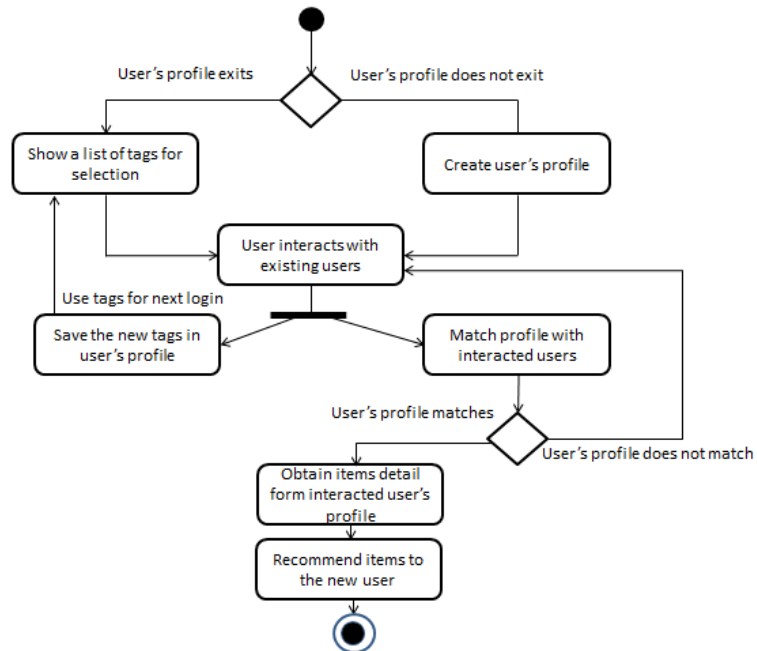 User's profile exits
User's profile does not exit
Show a list of tags for
selection
Create user's profile
User interacts with
existing users
Use tags for next login
Save the new tags in
user's profile
Match profile with
interacted users
User's profile matches
User's profile does not match
Obtain items detail
form interacted user's
profile
Recommend items to
the new user